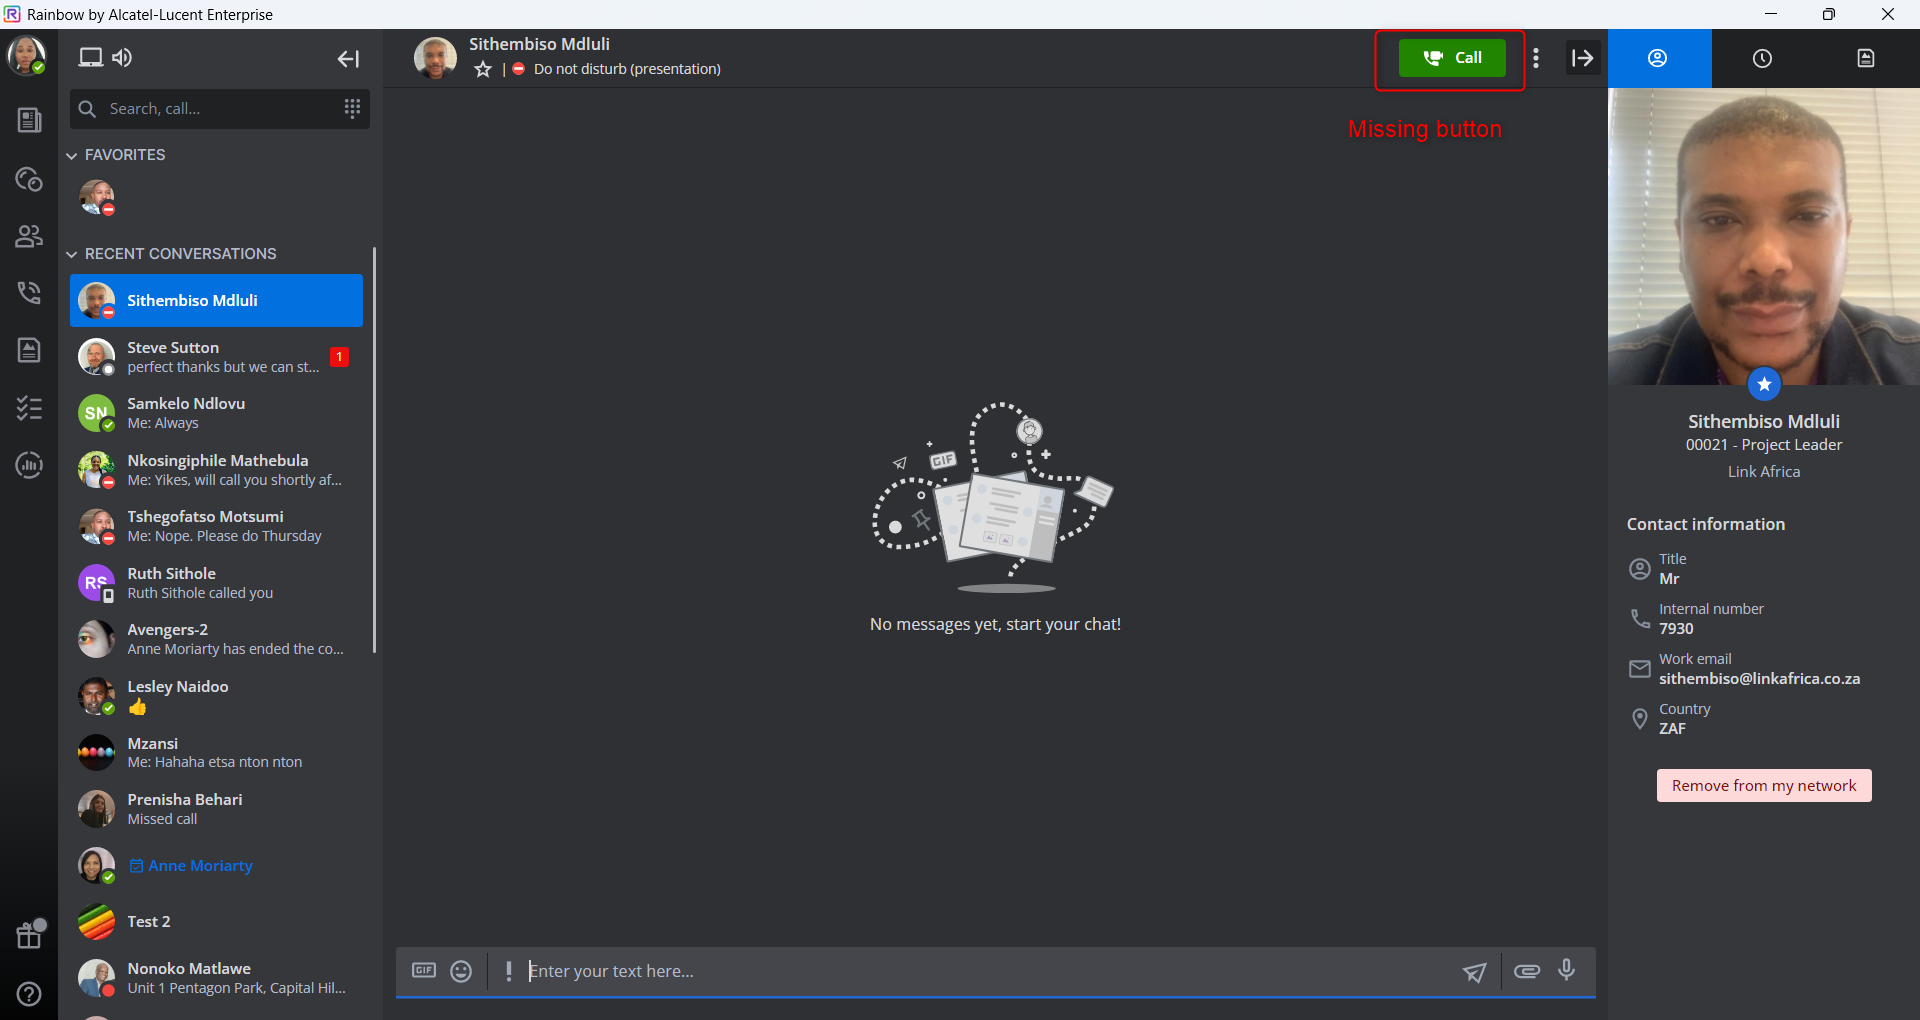 Rainbow by Alcatel-Lucent Enterprise
Search, call...
FAVORITES
RECENT CONVERSATIONS
Sithembiso Mdluli
Steve Sutton
perfect thanks but we can st...
1
SN
Samkelo Ndlovu
Me: Always
Nkosingiphile Mathebula
Me: Yikes, will call you shortly af...
Tshegofatso Motsumi
Me: Nope. Please do Thursday
RS
Ruth Sithole
Ruth Sithole called you
Avengers-2
Anne Moriarty has ended the co...
Lesley Naidoo
👍
Mzansi
Me: Hahaha etsa nton nton
Prenisha Behari
Missed call
Anne Moriarty
Test 2
Nonoko Matlawe
Unit 1 Pentagon Park, Capital Hil...
Sithembiso Mdluli
| Do not disturb (presentation)
Call
Missing button
GIF
No messages yet, start your chat!
GIF
! Enter your text here...
Sithembiso Mdluli
00021 - Project Leader
Link Africa
Contact information
Title
Mr
Internal number
7930
Work email
sithembiso@linkafrica.co.za
Country
ZAF
Remove from my network